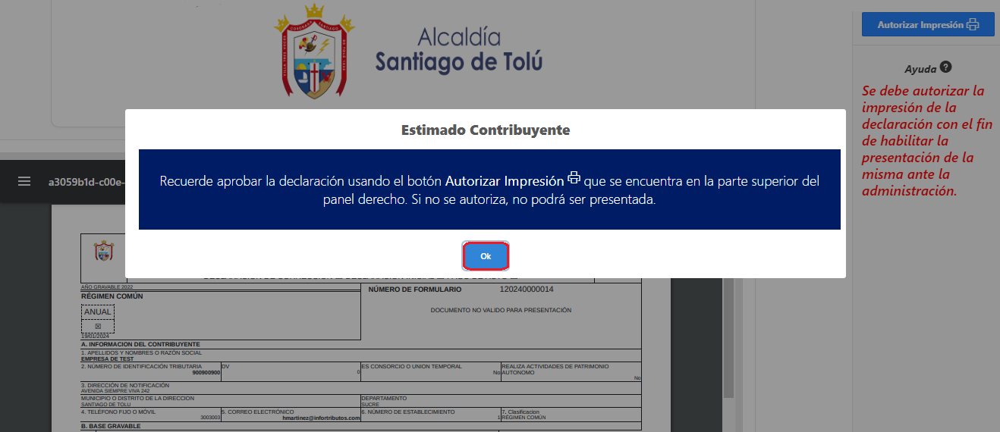 Alcaldía
Santiago de Tolú
Autorizar Impresión
Ayuda
Se debe autorizar la
impresión de la
declaración con el fin
de habilitar la
presentación de la
misma ante la
administración.
Estimado Contribuyente
Recuerde aprobar la declaración usando el botón Autorizar Impresión que se encuentra en la parte superior del
panel derecho. Si no se autoriza, no podrá ser presentada.
Ok
a3059b1d-c00e-
AÑO GRAVABLE 2022
RÉGIMEN COMÚN
ANUAL
19/01/2024
NÚMERO DE FORMULARIO 120240000014
DOCUMENTO NO VALIDO PARA PRESENTACIÓN
A. INFORMACION DEL CONTRIBUYENTE
1. APELLIDOS Y NOMBRES O RAZÓN SOCIAL
EMPRESA DE TEST
2. NÚMERO DE IDENTIFICACIÓN TRIBUTARIA
900900900
DV
0
ES CONSORCIO O UNION TEMPORAL
No
REALIZA ACTIVIDADES DE PATRIMONIO
AUTONOMO
No
3. DIRECCIÓN DE NOTIFICACIÓN
AVENIDA SIEMPRE VIVA 242
MUNICIPIO O DISTRITO DE LA DIRECCION
SANTIAGO DE TOLU
DEPARTAMENTO
SUCRE
4. TELÉFONO FIJO O MÓVIL
3003003
5. CORREO ELECTRÓNICO
hmartinez@infortributos.com
6. NÚMERO DE ESTABLECIMIENTO
1
7. Clasificacion
RÉGIMEN COMÚN
B. BASE GRAVABLE